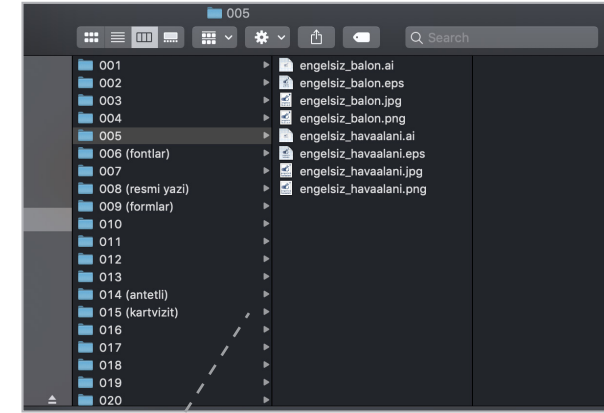 005
Search
001
002
003
004
005
006 (fontlar)
007
008 (resmi yazi)
009 (formlar)
010
011
012
013
014 (antetli)
015 (kartvizit)
016
017
018
019
020
engelsiz_balon.ai
engelsiz_balon.eps
engelsiz_balon.jpg
engelsiz_balon.png
engelsiz_havaalani.ai
engelsiz_havaalani.eps
engelsiz_havaalani.jpg
engelsiz_havaalani.png